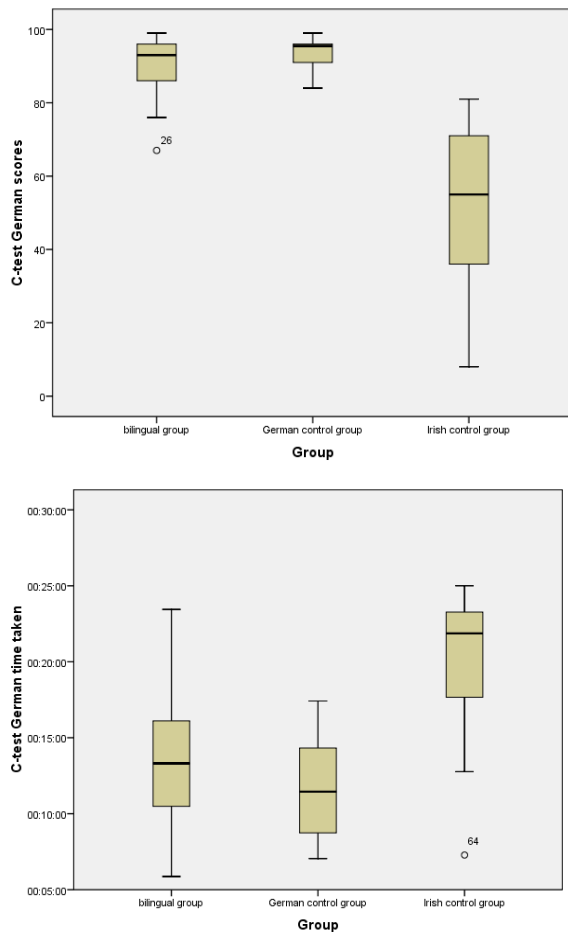 C-test German scores
100
80
60
40
20
0
26
bilingual group
German control group
Irish control group
Group
C-test German time taken
00:30:00
00:25:00
00:20:00
00:15:00
00:10:00
00:05:00
64
bilingual group
German control group
Irish control group
Group